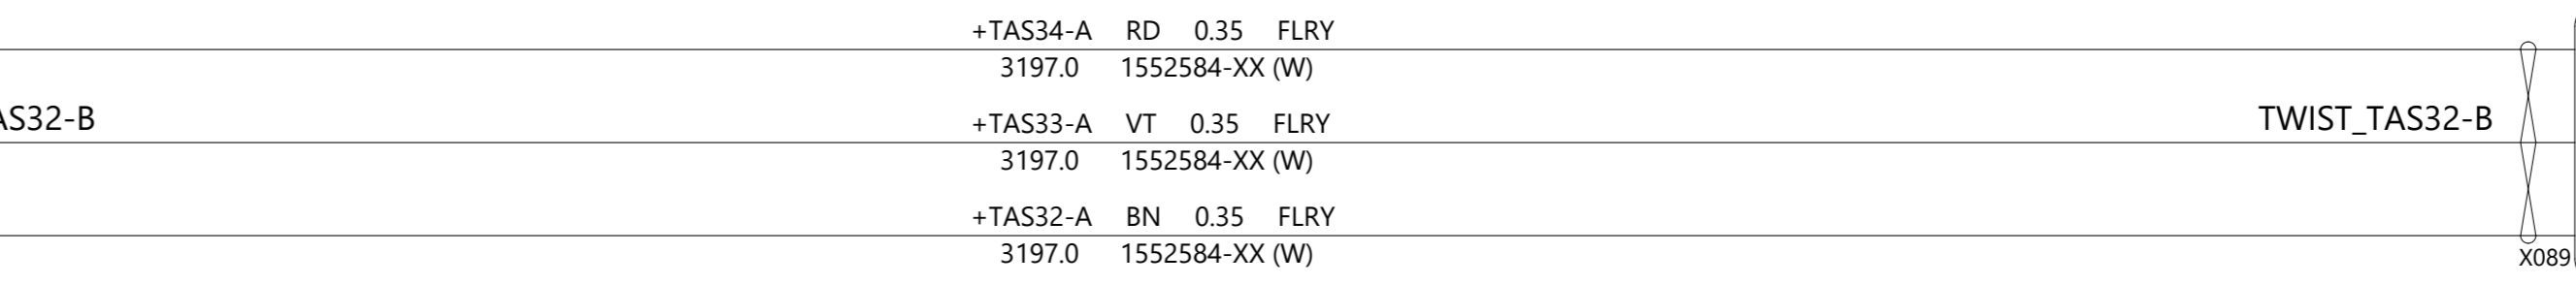 +TAS34-A RD 0.35 FLRY
3197.0 1552584-XX (W)
AS32-B
+TAS33-A VT 0.35 FLRY
TWIST_TAS32-B
3197.0 1552584-XX (W)
+TAS32-A BN 0.35 FLRY
3197.0 1552584-XX (W)
X089